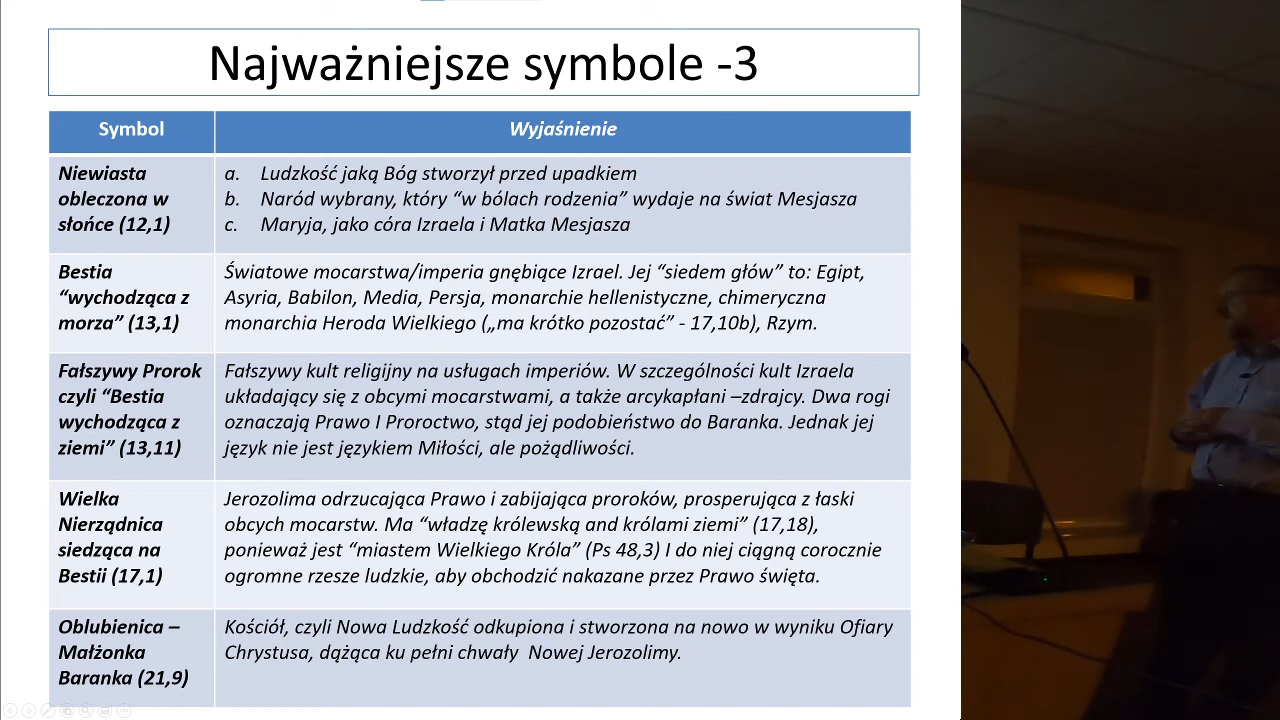 Najważniejsze symbole -3
Symbol
Wyjaśnienie
Niewiasta
obleczona w
słońce (12,1)
a. Ludzkość jaką Bóg stworzył przed upadkiem
b. Naród wybrany, który “w bólach rodzenia” wydaje na świat Mesjasza
c. Maryja, jako córa Izraela i Matka Mesjasza
Bestia
“wychodząca z
morza” (13,1)
Światowe mocarstwa/imperia gnębiące Izrael. Jej “siedem głów” to: Egipt,
Asyria, Babilon, Media, Persja, monarchie hellenistyczne, chimeryczna
monarchia Heroda Wielkiego („ma krótko pozostać” - 17,10b), Rzym.
Fałszywy Prorok
czyli “Bestia
wychodząca z
ziemi” (13,11)
Fałszywy kult religijny na usługach imperiów. W szczególności kult Izraela
układający się z obcymi mocarstwami, a także arcykapłani –zdrajcy. Dwa rogi
oznaczają Prawo I Proroctwo, stąd jej podobieństwo do Baranka. Jednak jej
język nie jest językiem Miłości, ale pożądliwości.
Wielka
Nierządnica
siedząca na
Bestii (17,1)
Jerozolima odrzucająca Prawo i zabijająca proroków, prosperująca z łaski
obcych mocarstw. Ma “władzę królewską and królami ziemi” (17,18),
ponieważ jest “miastem Wielkiego Króla” (Ps 48,3) I do niej ciągną corocznie
ogromne rzesze ludzkie, aby obchodzić nakazane przez Prawo święta.
Oblubienica –
Małżonka
Baranka (21,9)
Kościół, czyli Nowa Ludzkość odkupiona i stworzona na nowo w wyniku Ofiary
Chrystusa, dążąca ku pełni chwały Nowej Jerozolimy.